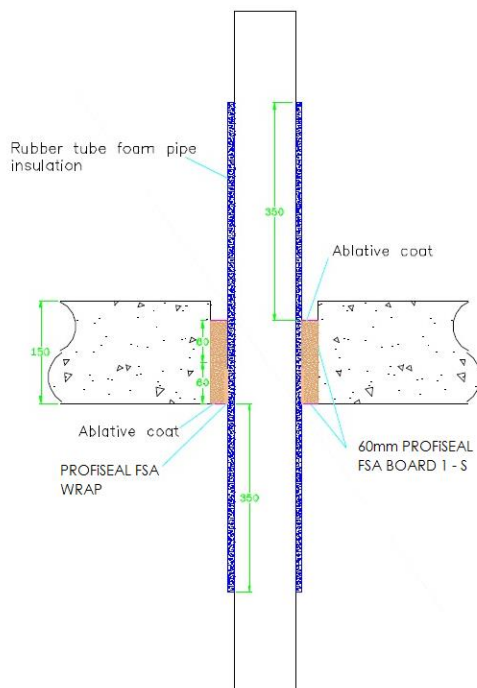 Rubber tube foam pipe
insulation
350
Ablative coat
150
60
60
Ablative coat
PROFISEAL FSA
WRAP
60mm PROFISEAL
FSA BOARD 1 - S
350